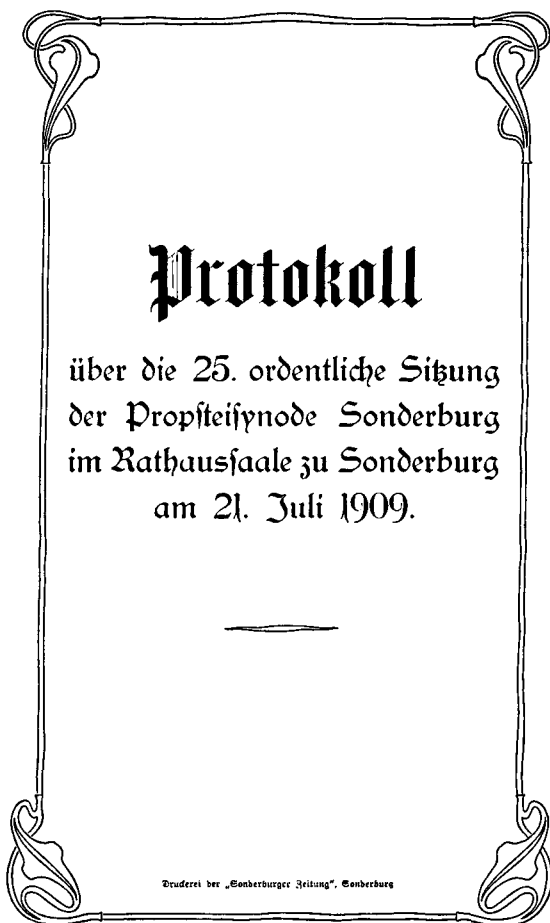 Protokoll
über die 25. ordentliche Sitzung
der Propsteisynode Sonderburg
im Rathaussaale zu Sonderburg
am 21. Juli 1909.
Druckerei der „Sonderburger Zeitung“, Sonderburg